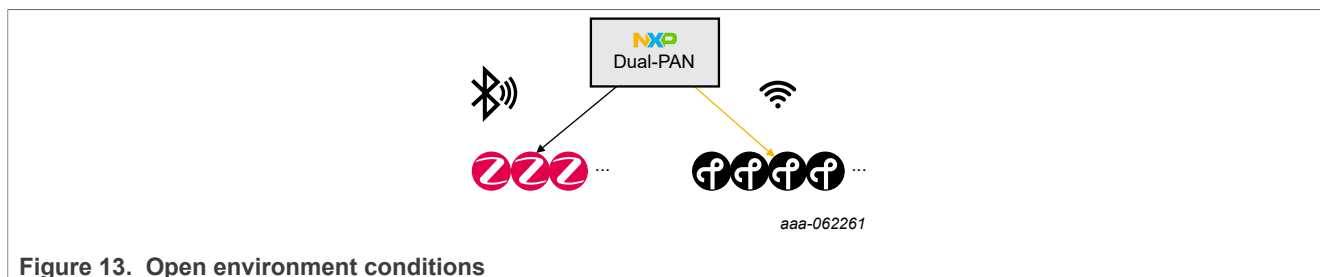 NXP
Dual-PAN
... ...
aaa-062261
Figure 13. Open environment conditions